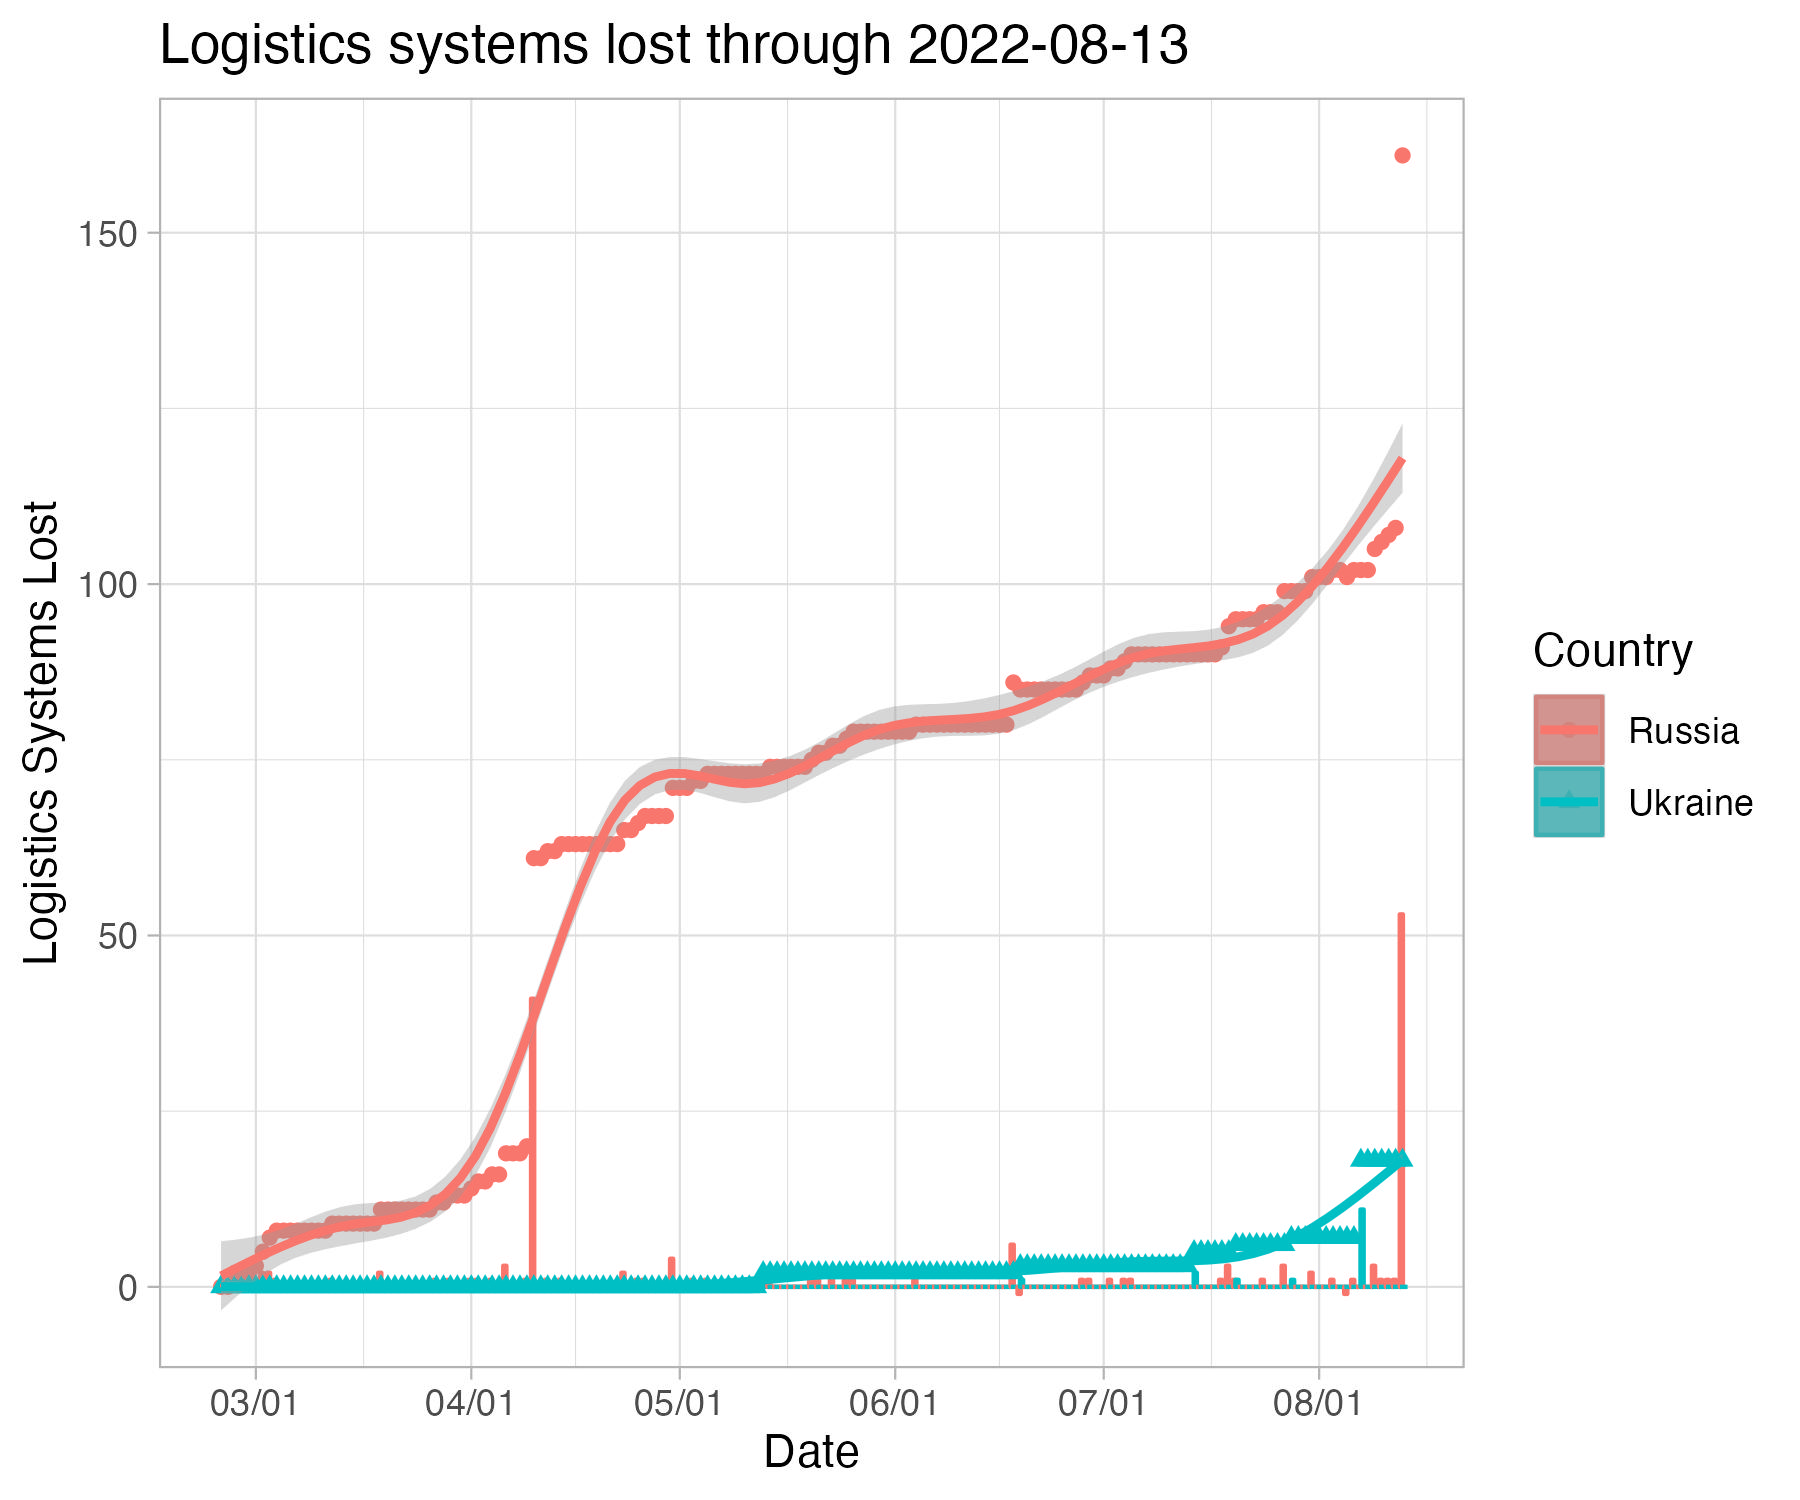 Logistics systems lost through 2022-08-13
Logistics Systems Lost
150
100
50
0
03/01 04/01 05/01 06/01 07/01 08/01
Date
Country
Russia
Ukraine